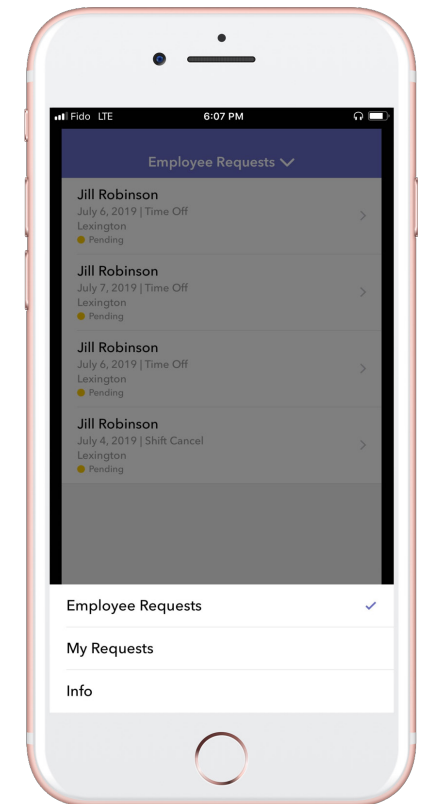 Fido LTE 6:07 PM
Employee Requests
Jill Robinson
July 6, 2019 | Time Off
Lexington
Pending
Jill Robinson
July 7, 2019 | Time Off
Lexington
Pending
Jill Robinson
July 6, 2019 | Time Off
Lexington
Pending
Jill Robinson
July 4, 2019 | Shift Cancel
Lexington
Pending
Employee Requests
My Requests
Info